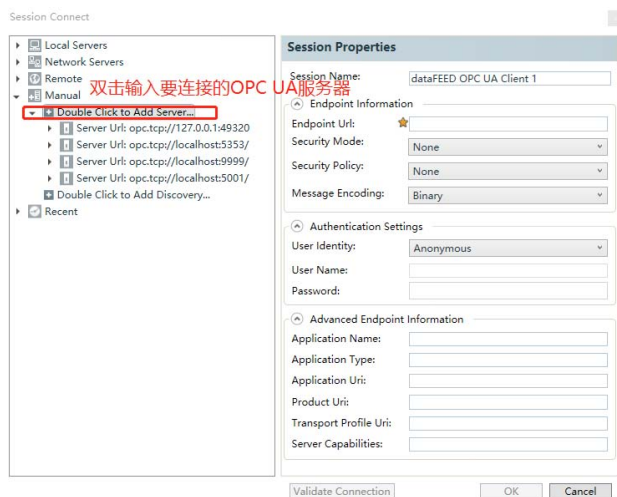 Session Connect
Local Servers
Network Servers
Remote
Manual
双击输入要连接的OPC UA服务器
Double Click to Add Server...
Server Url: opc.tcp://127.0.0.1:49320
Server Url: opc.tcp://localhost:5353/
Server Url: opc.tcp://localhost:9999/
Server Url: opc.tcp://localhost:5001/
Double Click to Add Discovery...
Recent
Session Properties
Session Name: dataFEED OPC UA Client 1
Endpoint Information
Endpoint Url:
Security Mode: None
Security Policy: None
Message Encoding: Binary
Authentication Settings
User Identity: Anonymous
User Name:
Password:
Advanced Endpoint Information
Application Name:
Application Type:
Application Uri:
Product Uri:
Transport Profile Uri:
Server Capabilities:
Validate Connection
OK
Cancel